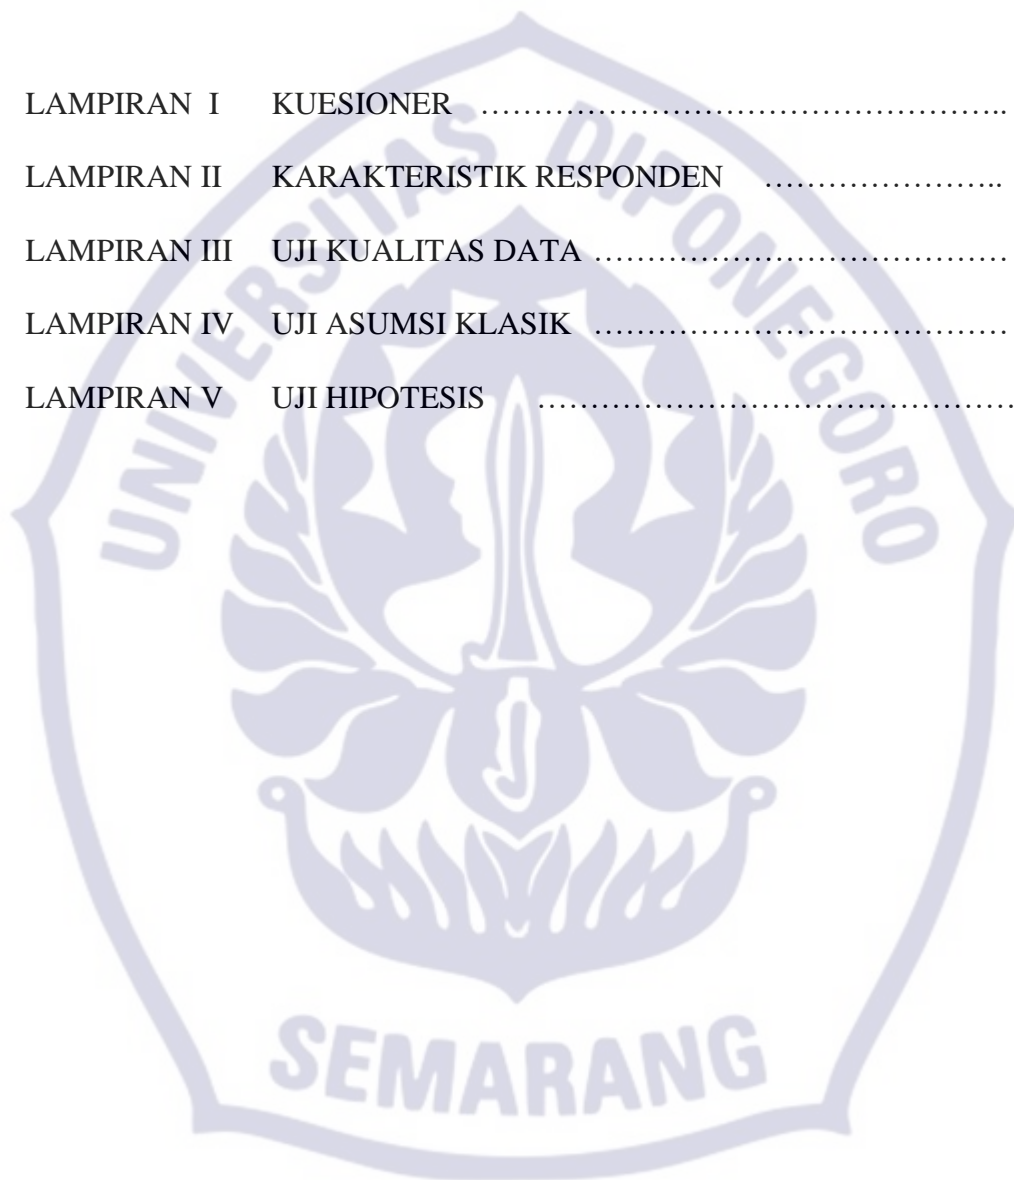 LAMPIRAN I KUESIONER …………………………………………..
LAMPIRAN II KARAKTERISTIK RESPONDEN …………………..
LAMPIRAN III UJI KUALITAS DATA …………………………………
LAMPIRAN IV UJI ASUMSI KLASIK …………………………………
LAMPIRAN V UJI HIPOTESIS ………………………………………
UNIVERSITAS DIPONEGORO
SEMARANG